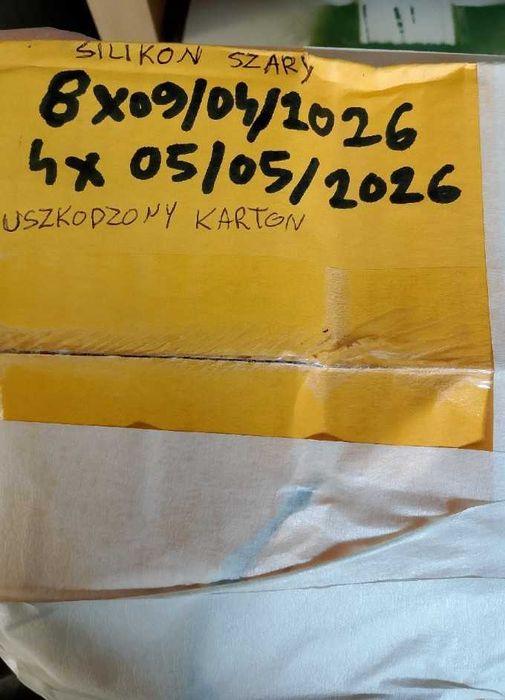 SILIKON SZARY
8x09/04/2026
4x 05/05/2026
USZKODZONY KARTON